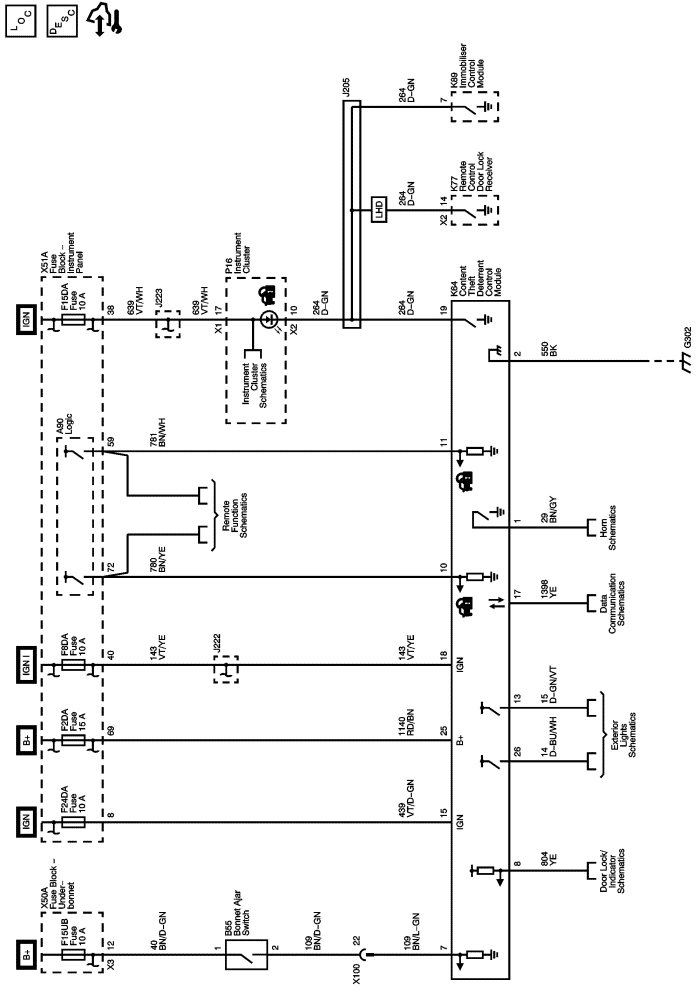 LOC
DESC
B+
B+
IGN
B+
IGN I
IGN
X50A
Fuse Block –
Under-
bonnet
F15UB
Fuse
10 A
X51A
Fuse
Block –
Instrument
Panel
F24DA
Fuse
10 A
F2DA
Fuse
15 A
F8DA
Fuse
10 A
A90
Logic
F15DA
Fuse
10 A
12
X3
8
69
40
72
59
38
40
BN/D-GN
639
VT/WH
J223
639
VT/WH
1
B55
Bonnet Ajar
Switch
2
109
BN/D-GN
22
X100
109
BN/L-GN
7
439
VT/D-GN
15
IGN
1140
RD/BN
25
B+
143
VT/YE
J222
143
VT/YE
18
IGN
780
BN/YE
10
Remote
Function
Schematics
781
BN/WH
11
17
X1
P16
Instrument
Cluster
Instrument
Cluster
Schematics
10
X2
264
D-GN
J205
264
D-GN
19
K84
Content
Theft
Deterrent
Control
Module
LHD
264
D-GN
14
X2
K77
Remote
Control
Door Lock
Receiver
264
D-GN
7
K89
Immobiliser
Control
Module
8
804
YE
Door Lock/
Indicator
Schematics
26
14
D-BU/WH
13
15
D-GN/VT
Exterior
Lights
Schematics
17
1398
YE
Data
Communication
Schematics
1
29
BN/GY
Horn
Schematics
2
550
BK
G302